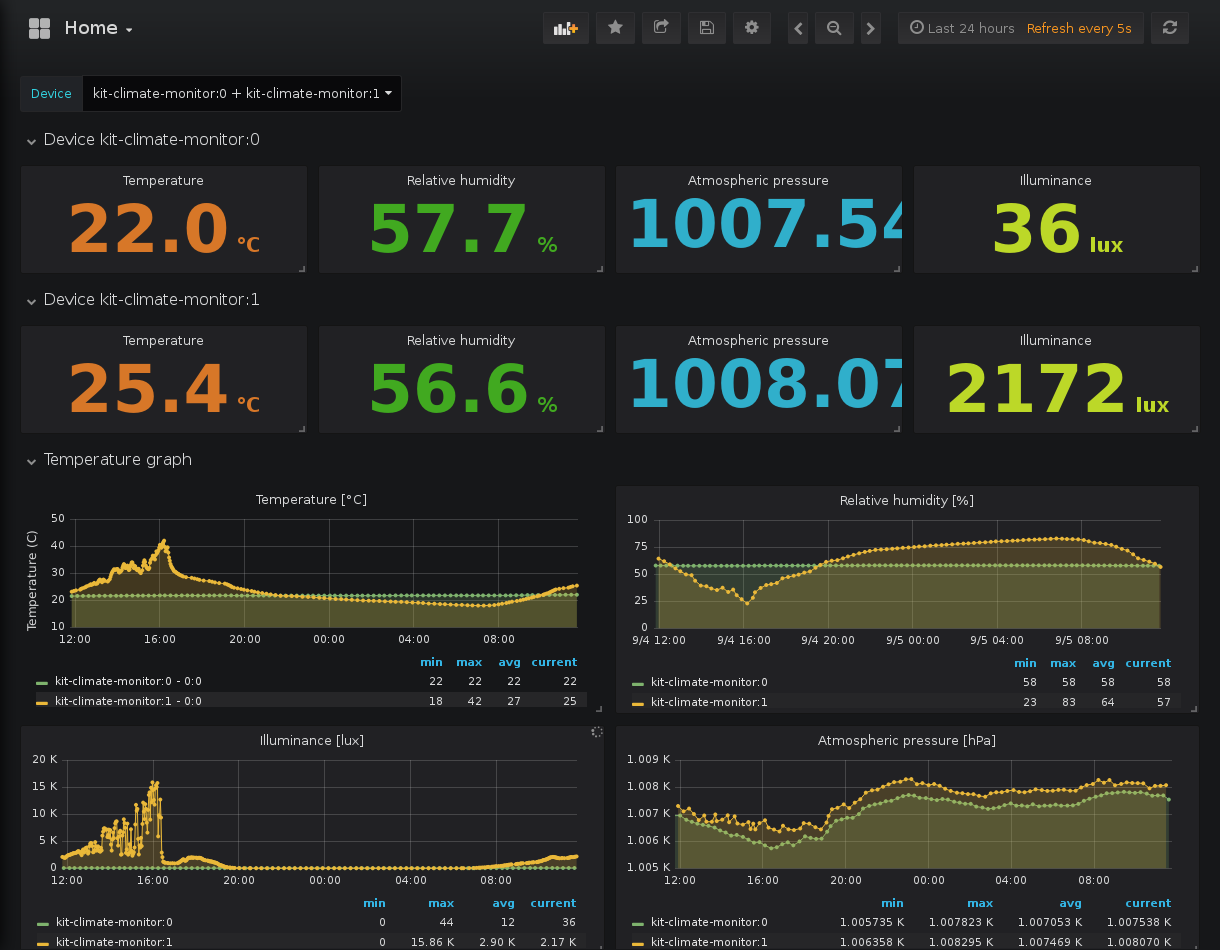 Home
Last 24 hours Refresh every 5s
Device kit-climate-monitor:0 + kit-climate-monitor:1
Device kit-climate-monitor:0
Temperature Relative humidity Atmospheric pressure Illuminance
22.0 °C 57.7 % 1007.54 36 lux
Device kit-climate-monitor:1
Temperature Relative humidity Atmospheric pressure Illuminance
25.4 °C 56.6 % 1008.07 2172 lux
Temperature graph
Temperature [°C]
Temperature (C)
50
40
30
20
10
12:00 16:00 20:00 00:00 04:00 08:00
min max avg current
kit-climate-monitor:0 - 0:0 22 22 22 22
kit-climate-monitor:1 - 0:0 18 42 27 25
Relative humidity [%]
100
75
50
25
0
9/4 12:00 9/4 16:00 9/4 20:00 9/5 00:00 9/5 04:00 9/5 08:00
min max avg current
kit-climate-monitor:0 58 58 58 58
kit-climate-monitor:1 23 83 64 57
Illuminance [lux]
20 K
15 K
10 K
5 K
0
12:00 16:00 20:00 00:00 04:00 08:00
min max avg current
kit-climate-monitor:0 0 44 12 36
kit-climate-monitor:1 0 15.86 K 2.90 K 2.17 K
Atmospheric pressure [hPa]
1.009 K
1.008 K
1.007 K
1.006 K
1.005 K
12:00 16:00 20:00 00:00 04:00 08:00
min max avg current
kit-climate-monitor:0 1.005735 K 1.007823 K 1.007053 K 1.007538 K
kit-climate-monitor:1 1.006358 K 1.008295 K 1.007469 K 1.008070 K